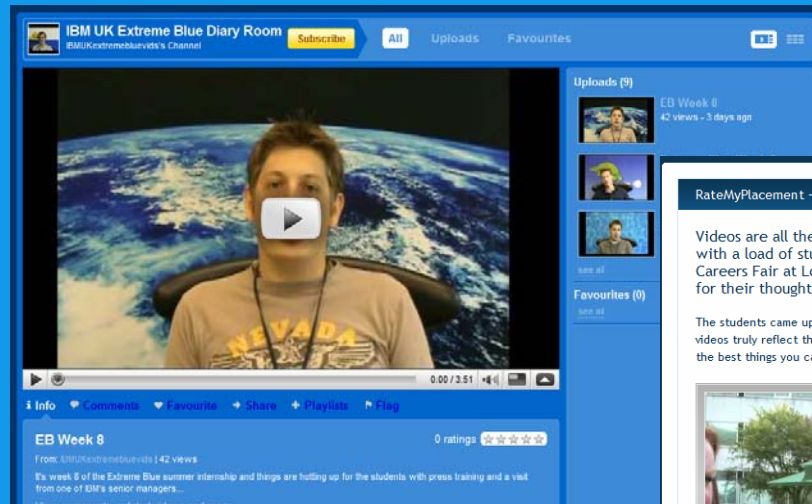 IBM UK Extreme Blue Diary Room
IBMUKextremebluevids's Channel
Subscribe
All
Uploads
Favourites
Uploads (9)
EB Week 8
42 views - 3 days ago
see all
Favourites (0)
see all
NEVADA
0:00 / 3:51
Info
Comments
Favourite
Share
Playlists
Flag
EB Week 8
0 ratings
From: IBMUKextremebluevids | 42 views
It's week 8 of the Extreme Blue summer internship and things are hotting up for the students with press training and a visit
from one of IBM's senior managers...
RateMyPlacement -
Videos are all the
with a load of stu
Careers Fair at Lo
for their thought
The students came up
videos truly reflect th
the best things you ca